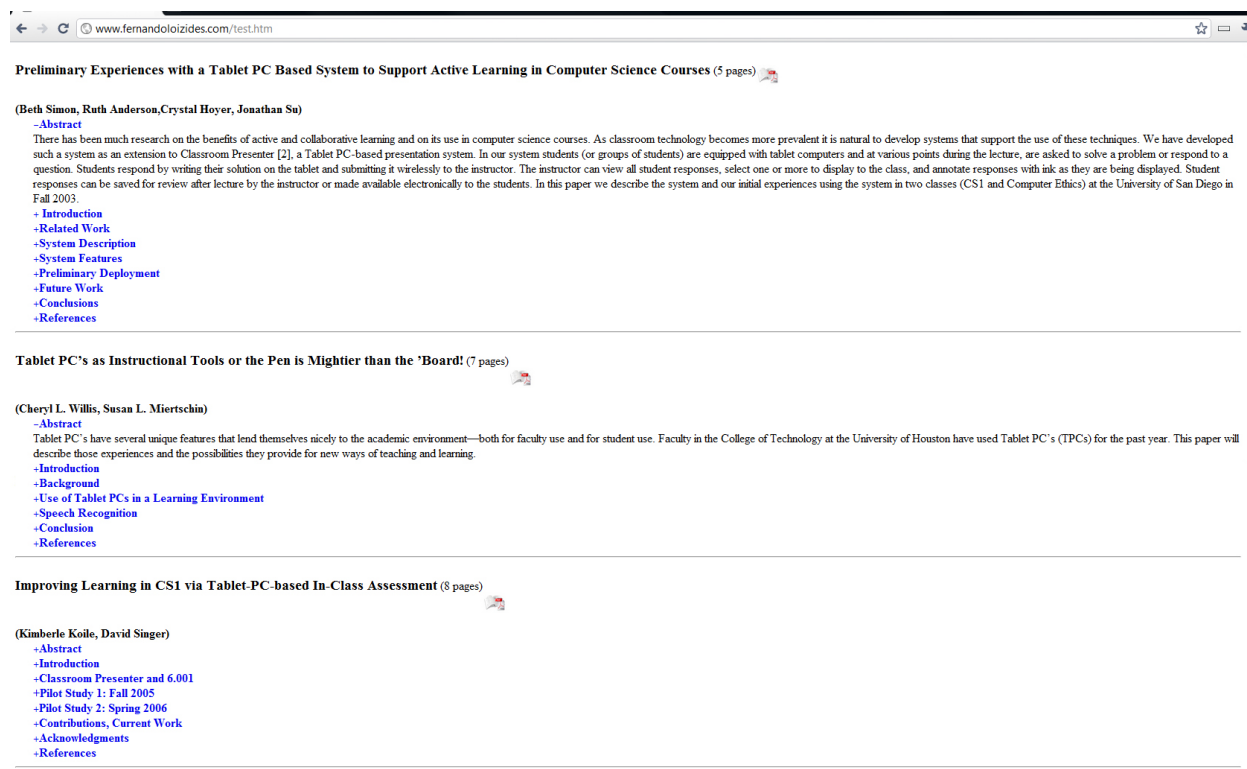 www.fernandoloizides.com/test.htm
Preliminary Experiences with a Tablet PC Based System to Support Active Learning in Computer Science Courses (5 pages)
(Beth Simon, Ruth Anderson,Crystal Hoyer, Jonathan Su)
−Abstract
There has been much research on the benefits of active and collaborative learning and on its use in computer science courses. As classroom technology becomes more prevalent it is natural to develop systems that support the use of these techniques. We have developed
such a system as an extension to Classroom Presenter [2], a Tablet PC-based presentation system. In our system students (or groups of students) are equipped with tablet computers and at various points during the lecture, are asked to solve a problem or respond to a
question. Students respond by writing their solution on the tablet and submitting it wirelessly to the instructor. The instructor can view all student responses, select one or more to display to the class, and annotate responses with ink as they are being displayed. Student
responses can be saved for review after lecture by the instructor or made available electronically to the students. In this paper we describe the system and our initial experiences using the system in two classes (CS1 and Computer Ethics) at the University of San Diego in
Fall 2003.
+ Introduction
+Related Work
+System Description
+System Features
+Preliminary Deployment
+Future Work
+Conclusions
+References
Tablet PC’s as Instructional Tools or the Pen is Mightier than the ’Board! (7 pages)
(Cheryl L. Willis, Susan L. Miertschin)
−Abstract
Tablet PC’s have several unique features that lend themselves nicely to the academic environment—both for faculty use and for student use. Faculty in the College of Technology at the University of Houston have used Tablet PC’s (TPCs) for the past year. This paper will
describe those experiences and the possibilities they provide for new ways of teaching and learning.
+Introduction
+Background
+Use of Tablet PCs in a Learning Environment
+Speech Recognition
+Conclusion
+References
Improving Learning in CS1 via Tablet-PC-based In-Class Assessment (8 pages)
(Kimberle Koile, David Singer)
+Abstract
+Introduction
+Classroom Presenter and 6.001
+Pilot Study 1: Fall 2005
+Pilot Study 2: Spring 2006
+Contributions, Current Work
+Acknowledgments
+References